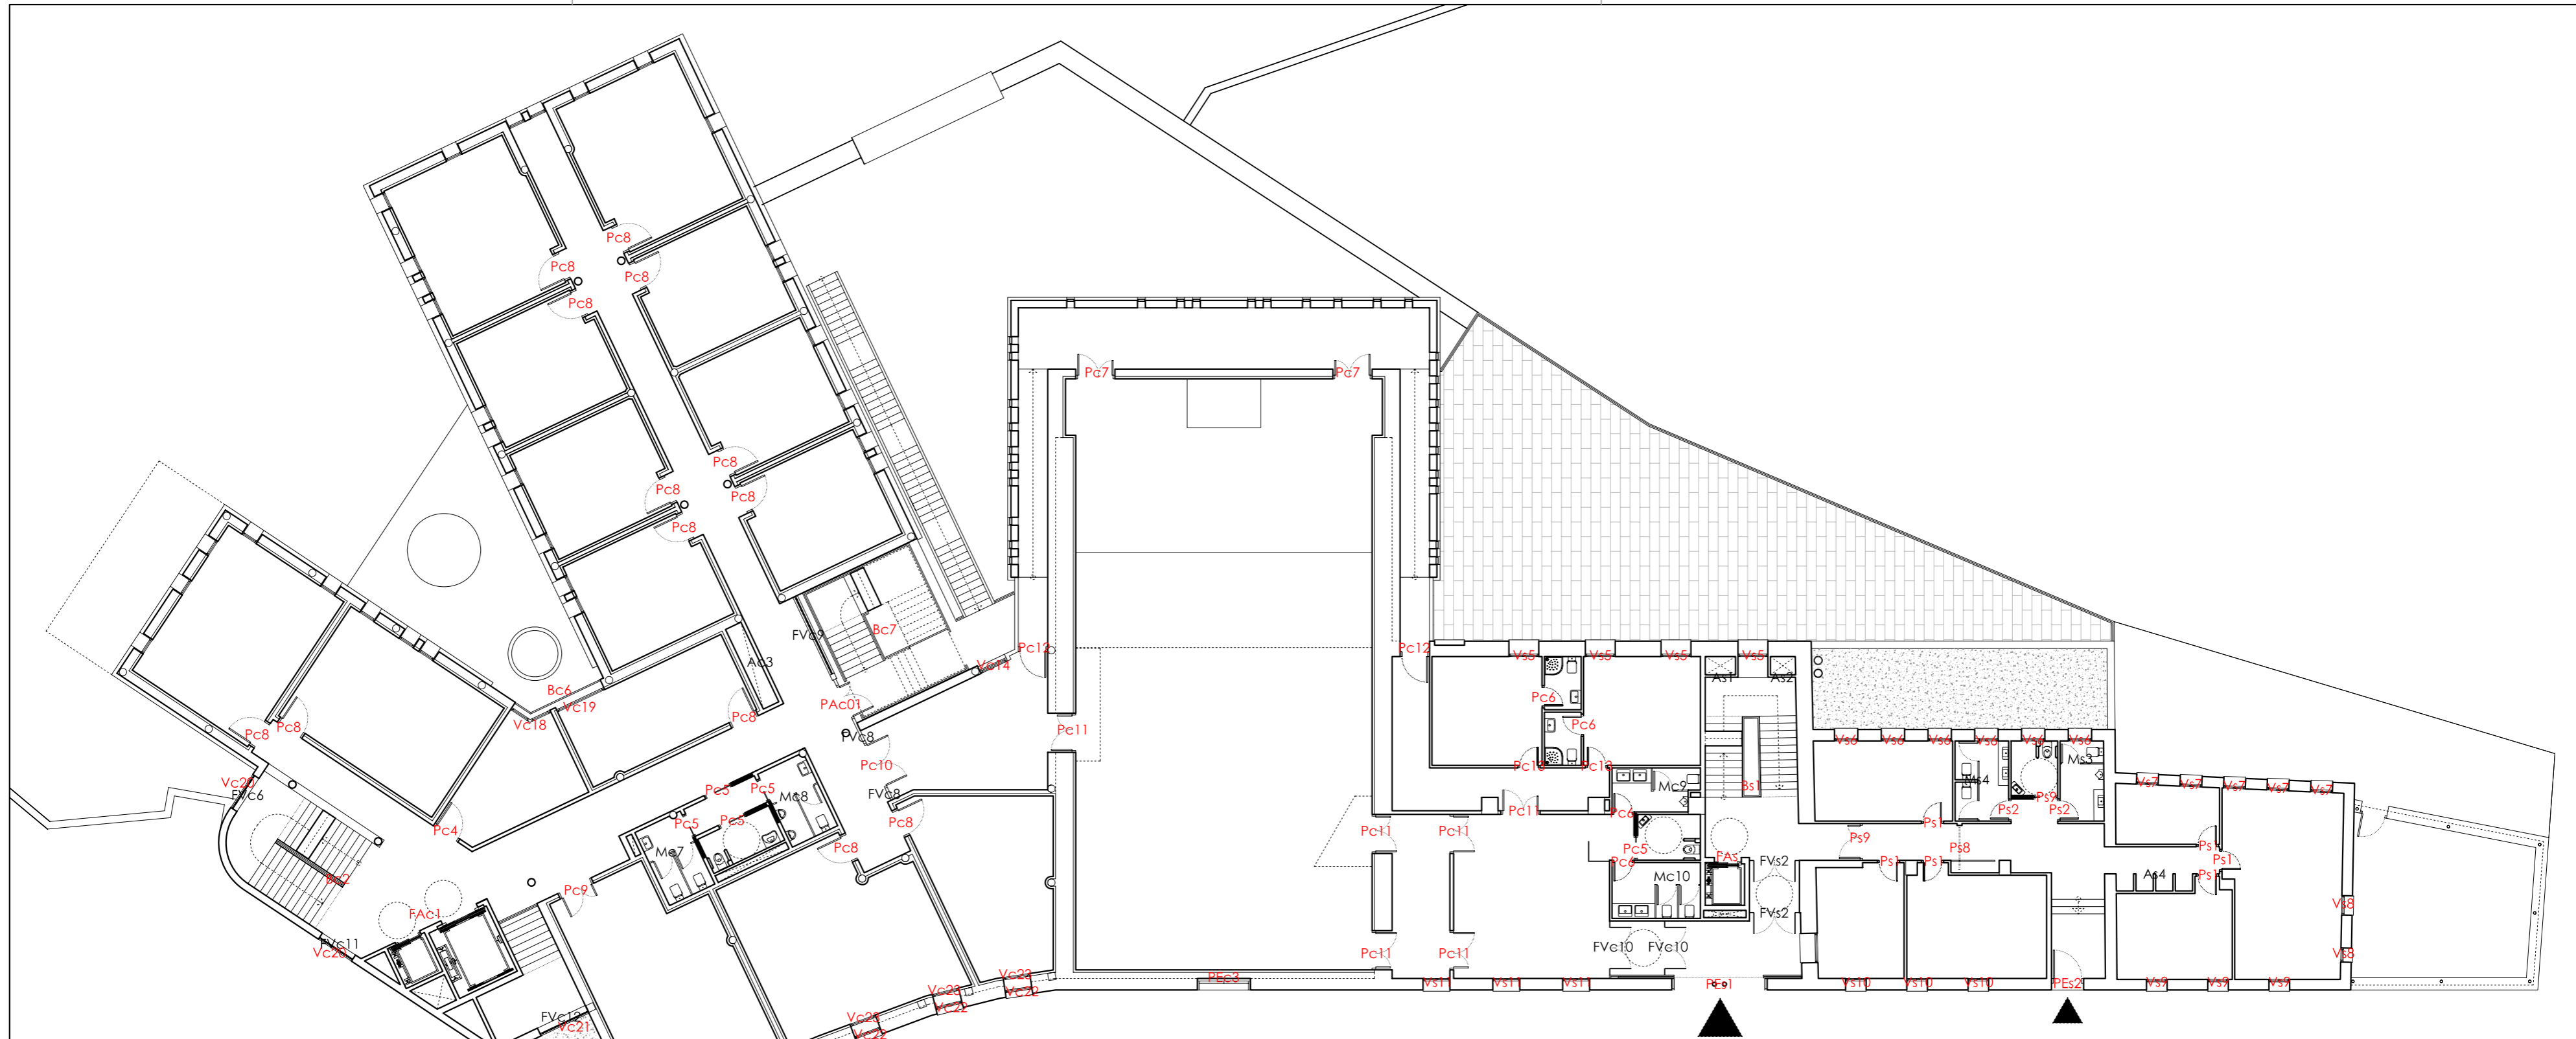 Pc8
Pc8
Pc8
Pc8
Pc7
Pc7
Pc8
Pc8
Pc8
Pc8
FVc9
Bc7
Pc12
Vc14
Ac3
Pc12
Vs5
Vs5
Vs5
Vs5
As1
As2
Bc6
Vc19
Vc18
PAc01
Pc8
Pc6
Pc6
Pc8
Pc8
FVc8
Pc11
Vs6
Vs6
Vs6
Vs6
Vs6
Ms3
Pc10
Vc20
FVc6
Pc5
Pc5
Mc8
FVc8
Mc9
Bs1
Ms4
Ps9
Ps2
Ps2
Vs7
Vs7
Vs7
Vs7
Vs7
Pc4
Pc5
Pc5
Pc8
Pc11
Pc11
Pc11
Pc6
Ps1
Ps9
Ps8
Pc8
Pc5
Pc6
FAs
FVs2
Ps1
Ps1
Ps1
Ps1
Bc2
Pc9
Mc10
As4
Ps1
FAc1
FVs2
Vs8
FVc11
Vc20
Pc11
Pc11
FVc10
FVc10
Vs8
Vc23
Vc22
PEc3
Vs11
Vs11
Vs11
Vs10
Vs10
Vs10
PEs2
Vs9
Vs9
Vs9
Vc23
Vc22
FVc12
Vc21
Vc23
Vc22